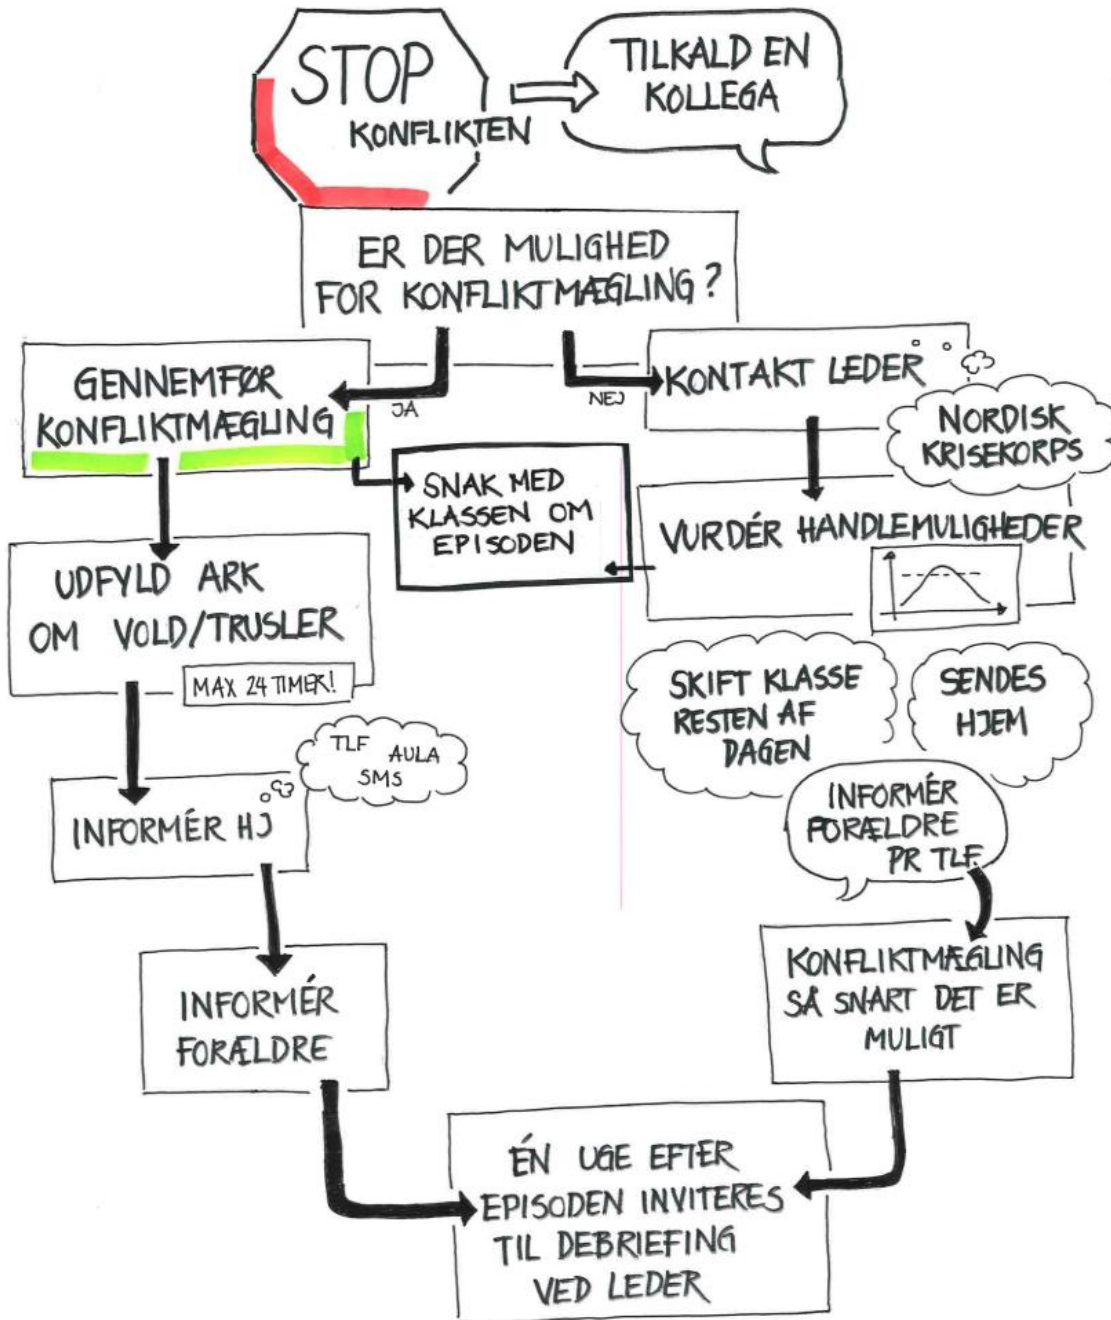 STOP
KONFLIKTEN
TILKALD EN
KOLLEGA
ER DER MULIGHED
FOR KONFLIKTMÆGLING?
JA
NEJ
GENNEMFØR
KONFLIKTMÆGLING
KONTAKT LEDER
NORDISK
KRISEKORPS
SNAK MED
KLASSEN OM
EPISODEN
VURDÉR HANDLEMULIGHEDER
UDFYLD ARK
OM VOLD/TRUSLER
MAX 24 TIMER!
SKIFT KLASSE
RESTEN AF
DAGEN
SENDES
HJEM
TLF AULA
SMS
INFORMÉR HJ
INFORMÉR
FORÆLDRE
PR TLF
INFORMÉR
FORÆLDRE
KONFLIKTMÆGLING
SÅ SNART DET ER
MULIGT
ÉN UGE EFTER
EPISODEN INVITERES
TIL DEBRIEFING
VED LEDER